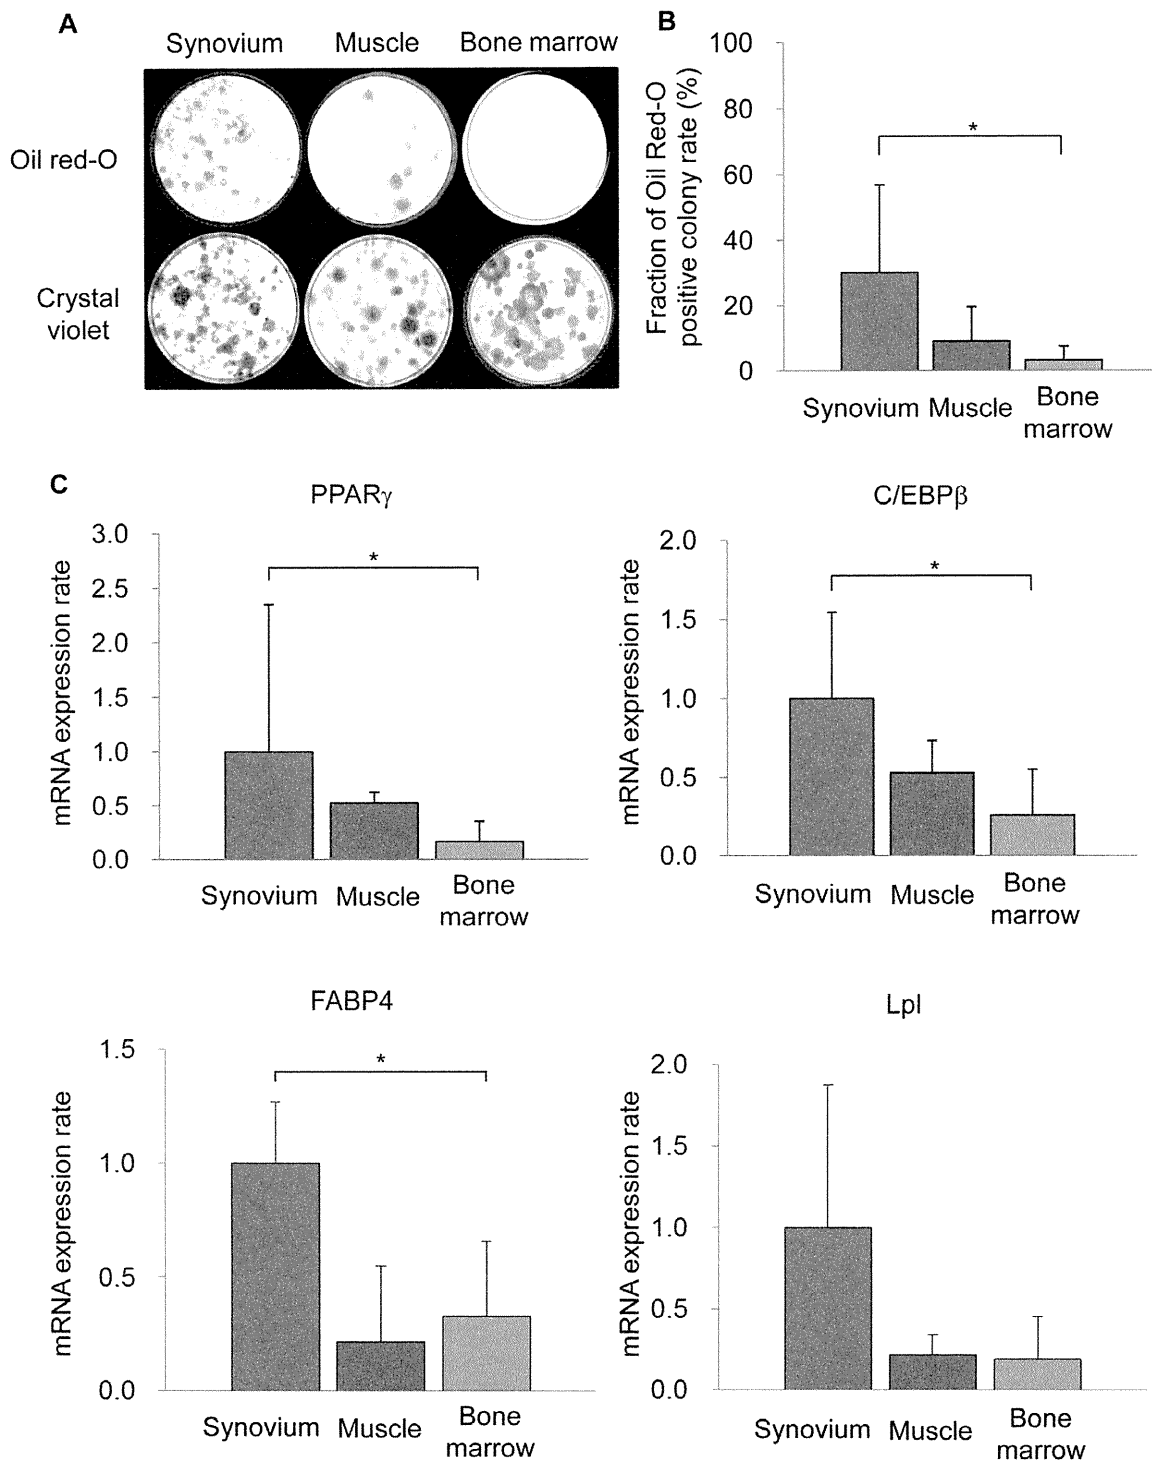 A
Synovium Muscle Bone marrow
Oil red-O
Crystal
violet
B
Fraction of Oil Red-O
positive colony rate (%)
100
80
60
40
20
0
*
Synovium Muscle Bone
marrow
C
PPARγ
mRNA expression rate
3.0
2.5
2.0
1.5
1.0
0.5
0.0
*
Synovium Muscle Bone
marrow
C/EBPβ
mRNA expression rate
2.0
1.5
1.0
0.5
0.0
*
Synovium Muscle Bone
marrow
FABP4
mRNA expression rate
1.5
1.0
0.5
0.0
*
Synovium Muscle Bone
marrow
Lpl
mRNA expression rate
2.0
1.5
1.0
0.5
0.0
Synovium Muscle Bone
marrow